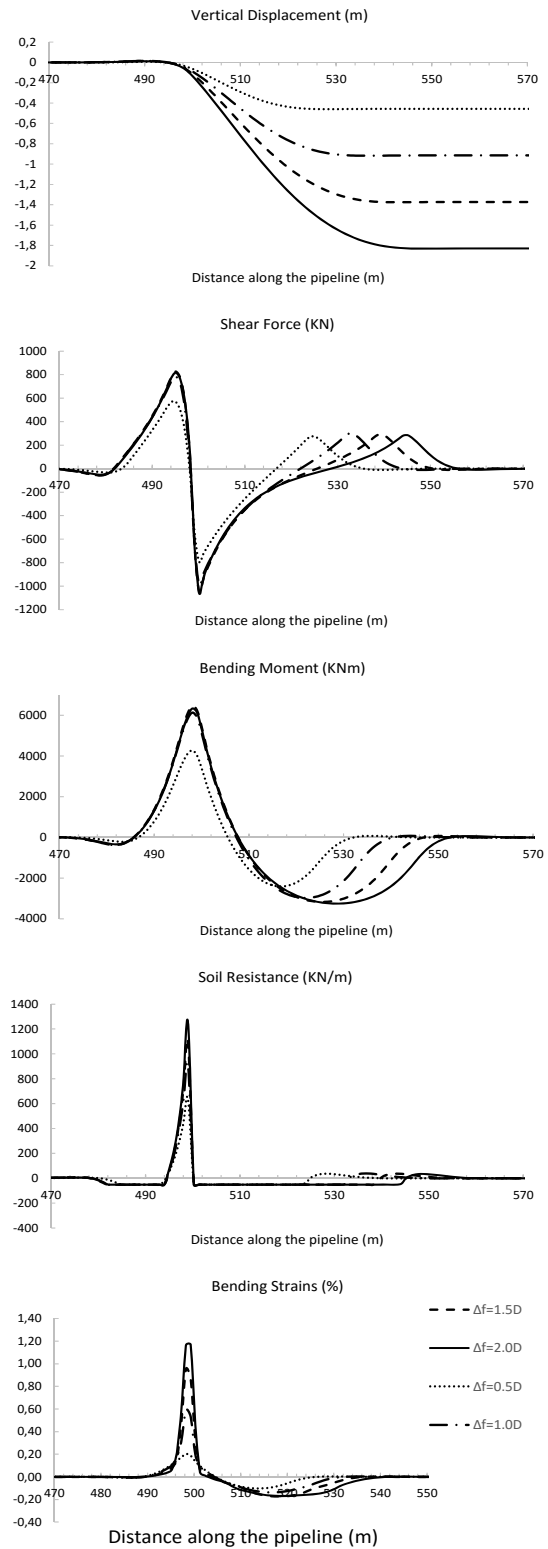 Vertical Displacement (m)
0,2
0
470 490 510 530 550 570
-0,2
-0,4
-0,6
-0,8
-1
-1,2
-1,4
-1,6
-1,8
-2
Distance along the pipeline (m)
Shear Force (KN)
1000
800
600
400
200
0
470 490 510 530 550 570
-200
-400
-600
-800
-1000
-1200
Distance along the pipeline (m)
Bending Moment (KNm)
6000
4000
2000
0
470 490 510 530 550 570
-2000
-4000
Distance along the pipeline (m)
Soil Resistance (KN/m)
1400
1200
1000
800
600
400
200
0
470 490 510 530 550 570
-200
-400
Distance along the pipeline (m)
Bending Strains (%)
1,40
1,20
1,00
0,80
0,60
0,40
0,20
0,00
470 480 490 500 510 520 530 540 550
-0,20
-0,40
Δf=1.5D
Δf=2.0D
Δf=0.5D
Δf=1.0D
Distance along the pipeline (m)